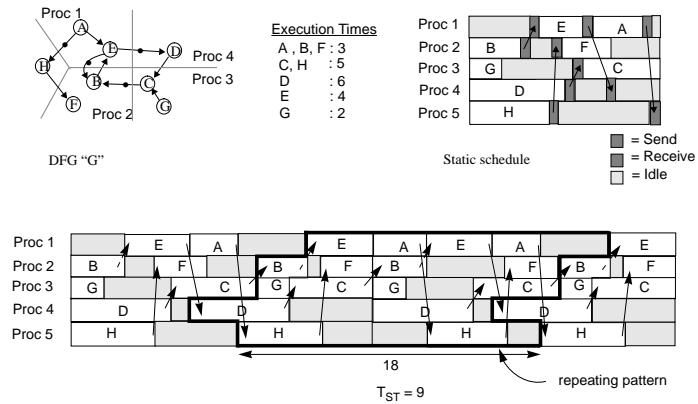 Proc 1
A
E
D
Proc 4
H
Proc 3
B
C
F
Proc 2
G
DFG “G”
Execution Times
A , B, F : 3
C, H : 5
D : 6
E : 4
G : 2
Proc 1 E A
Proc 2 B F
Proc 3 G C
Proc 4 D
Proc 5 H
Static schedule
= Send
= Receive
= Idle
Proc 1 E A E A E A E
Proc 2 B F B F B F B F
Proc 3 G C G C G C G C
Proc 4 D D D D
Proc 5 H H H H
18
repeating pattern
T_ST = 9